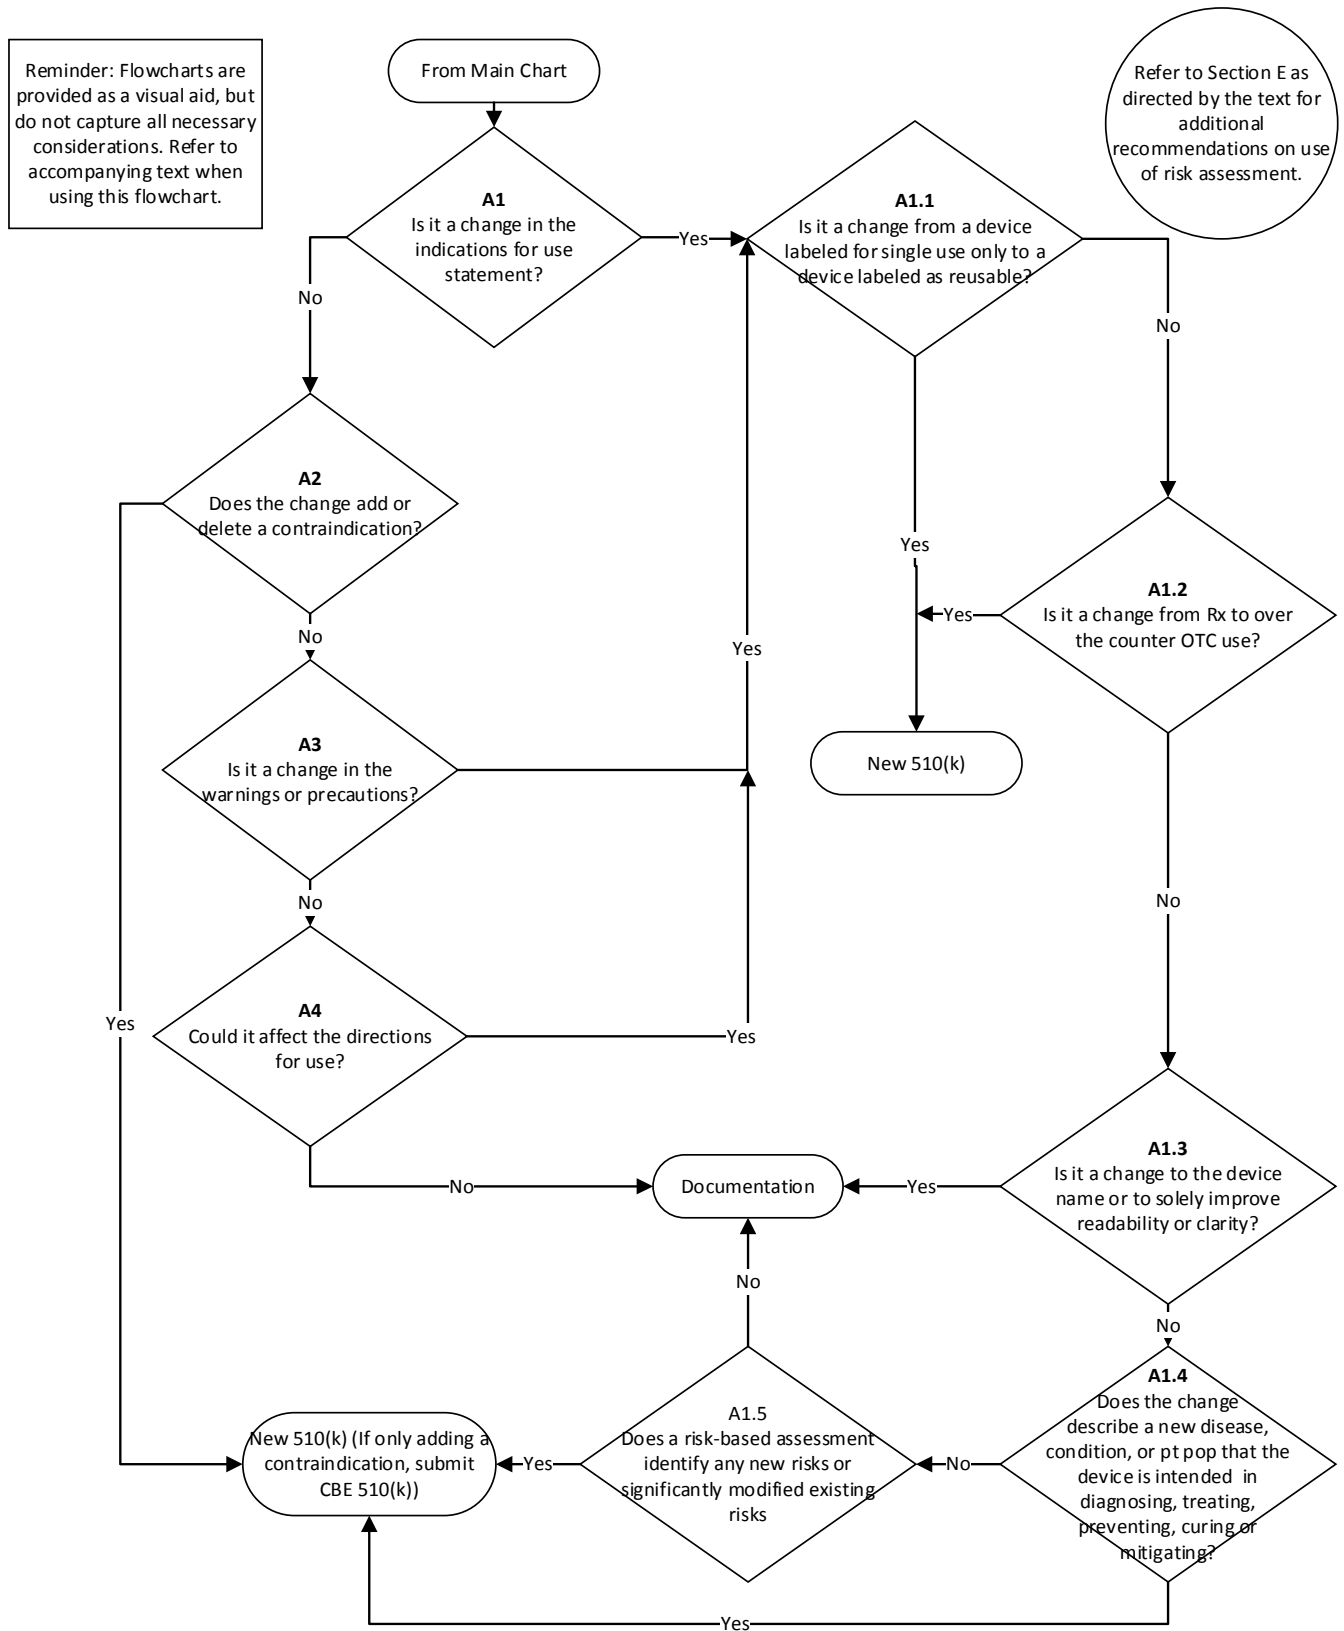 Reminder: Flowcharts are
provided as a visual aid, but
do not capture all necessary
considerations. Refer to
accompanying text when
using this flowchart.
From Main Chart
Refer to Section E as
directed by the text for
additional
recommendations on use
of risk assessment.
A1
Is it a change in the
indications for use
statement?
Yes
No
A1.1
Is it a change from a device
labeled for single use only to a
device labeled as reusable?
No
Yes
A2
Does the change add or
delete a contraindication?
No
Yes
A1.2
Is it a change from Rx to over
the counter OTC use?
Yes
No
New 510(k)
A3
Is it a change in the
warnings or precautions?
Yes
No
A4
Could it affect the directions
for use?
Yes
No
Documentation
A1.3
Is it a change to the device
name or to solely improve
readability or clarity?
Yes
No
A1.4
Does the change
describe a new disease,
condition, or pt pop that the
device is intended in
diagnosing, treating,
preventing, curing or
mitigating?
No
Yes
A1.5
Does a risk-based assessment
identify any new risks or
significantly modified existing
risks
No
Yes
New 510(k) (If only adding a
contraindication, submit
CBE 510(k))